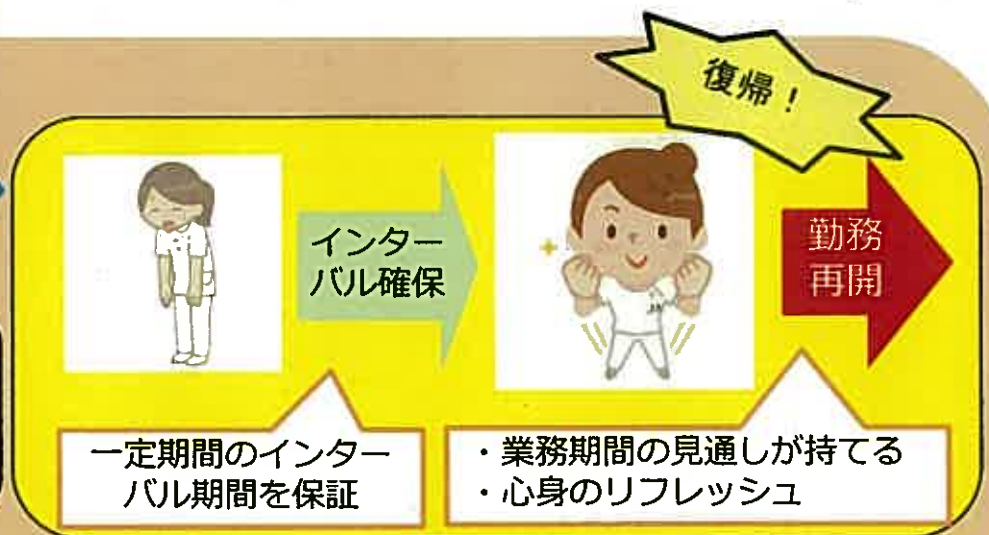 復帰!
インター
バル確保
勤務
再開
一定期間のインター
バル期間を保証
・業務期間の見通しが持てる
・心身のリフレッシュ